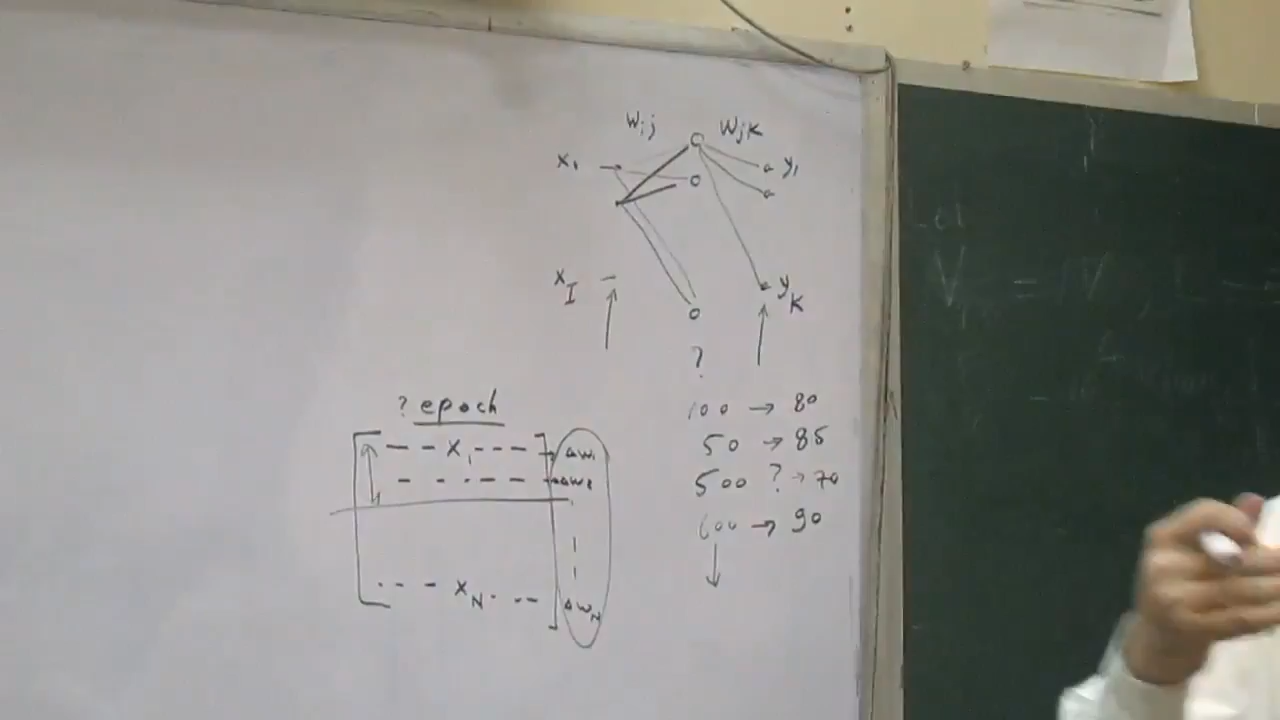 Wij Wjk
x1 y1
xI yK
?
? epoch
100 → 80
x1 Δw1
50 → 85
Δw2
500 ? → 70
600 → 90
xN ΔwN
V = V